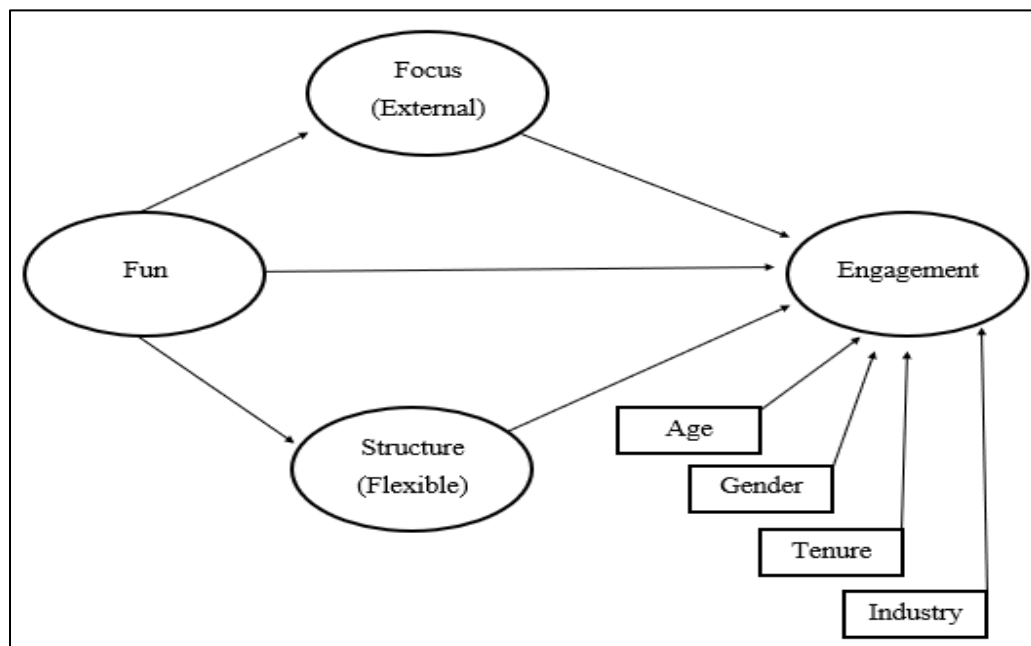 Focus
(External)
Fun
Engagement
Structure
(Flexible)
Age
Gender
Tenure
Industry